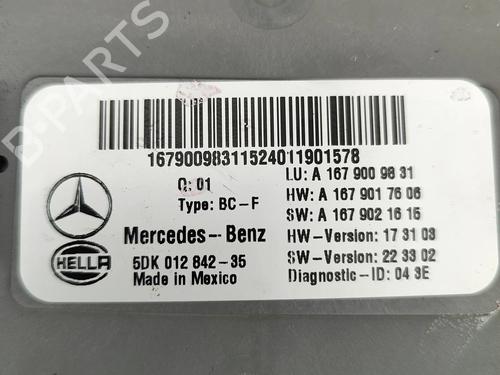 B-PARTS
16790098311524011901578
Q: 01
Type: BC-F
Mercedes-Benz
HELLA
5DK 012 842-35
Made in Mexico
LU: A 167 900 98 31
HW: A 167 901 76 06
SW: A 167 902 16 15
HW-Version: 17 31 03
SW-Version: 22 33 02
Diagnostic-ID: 04 3E